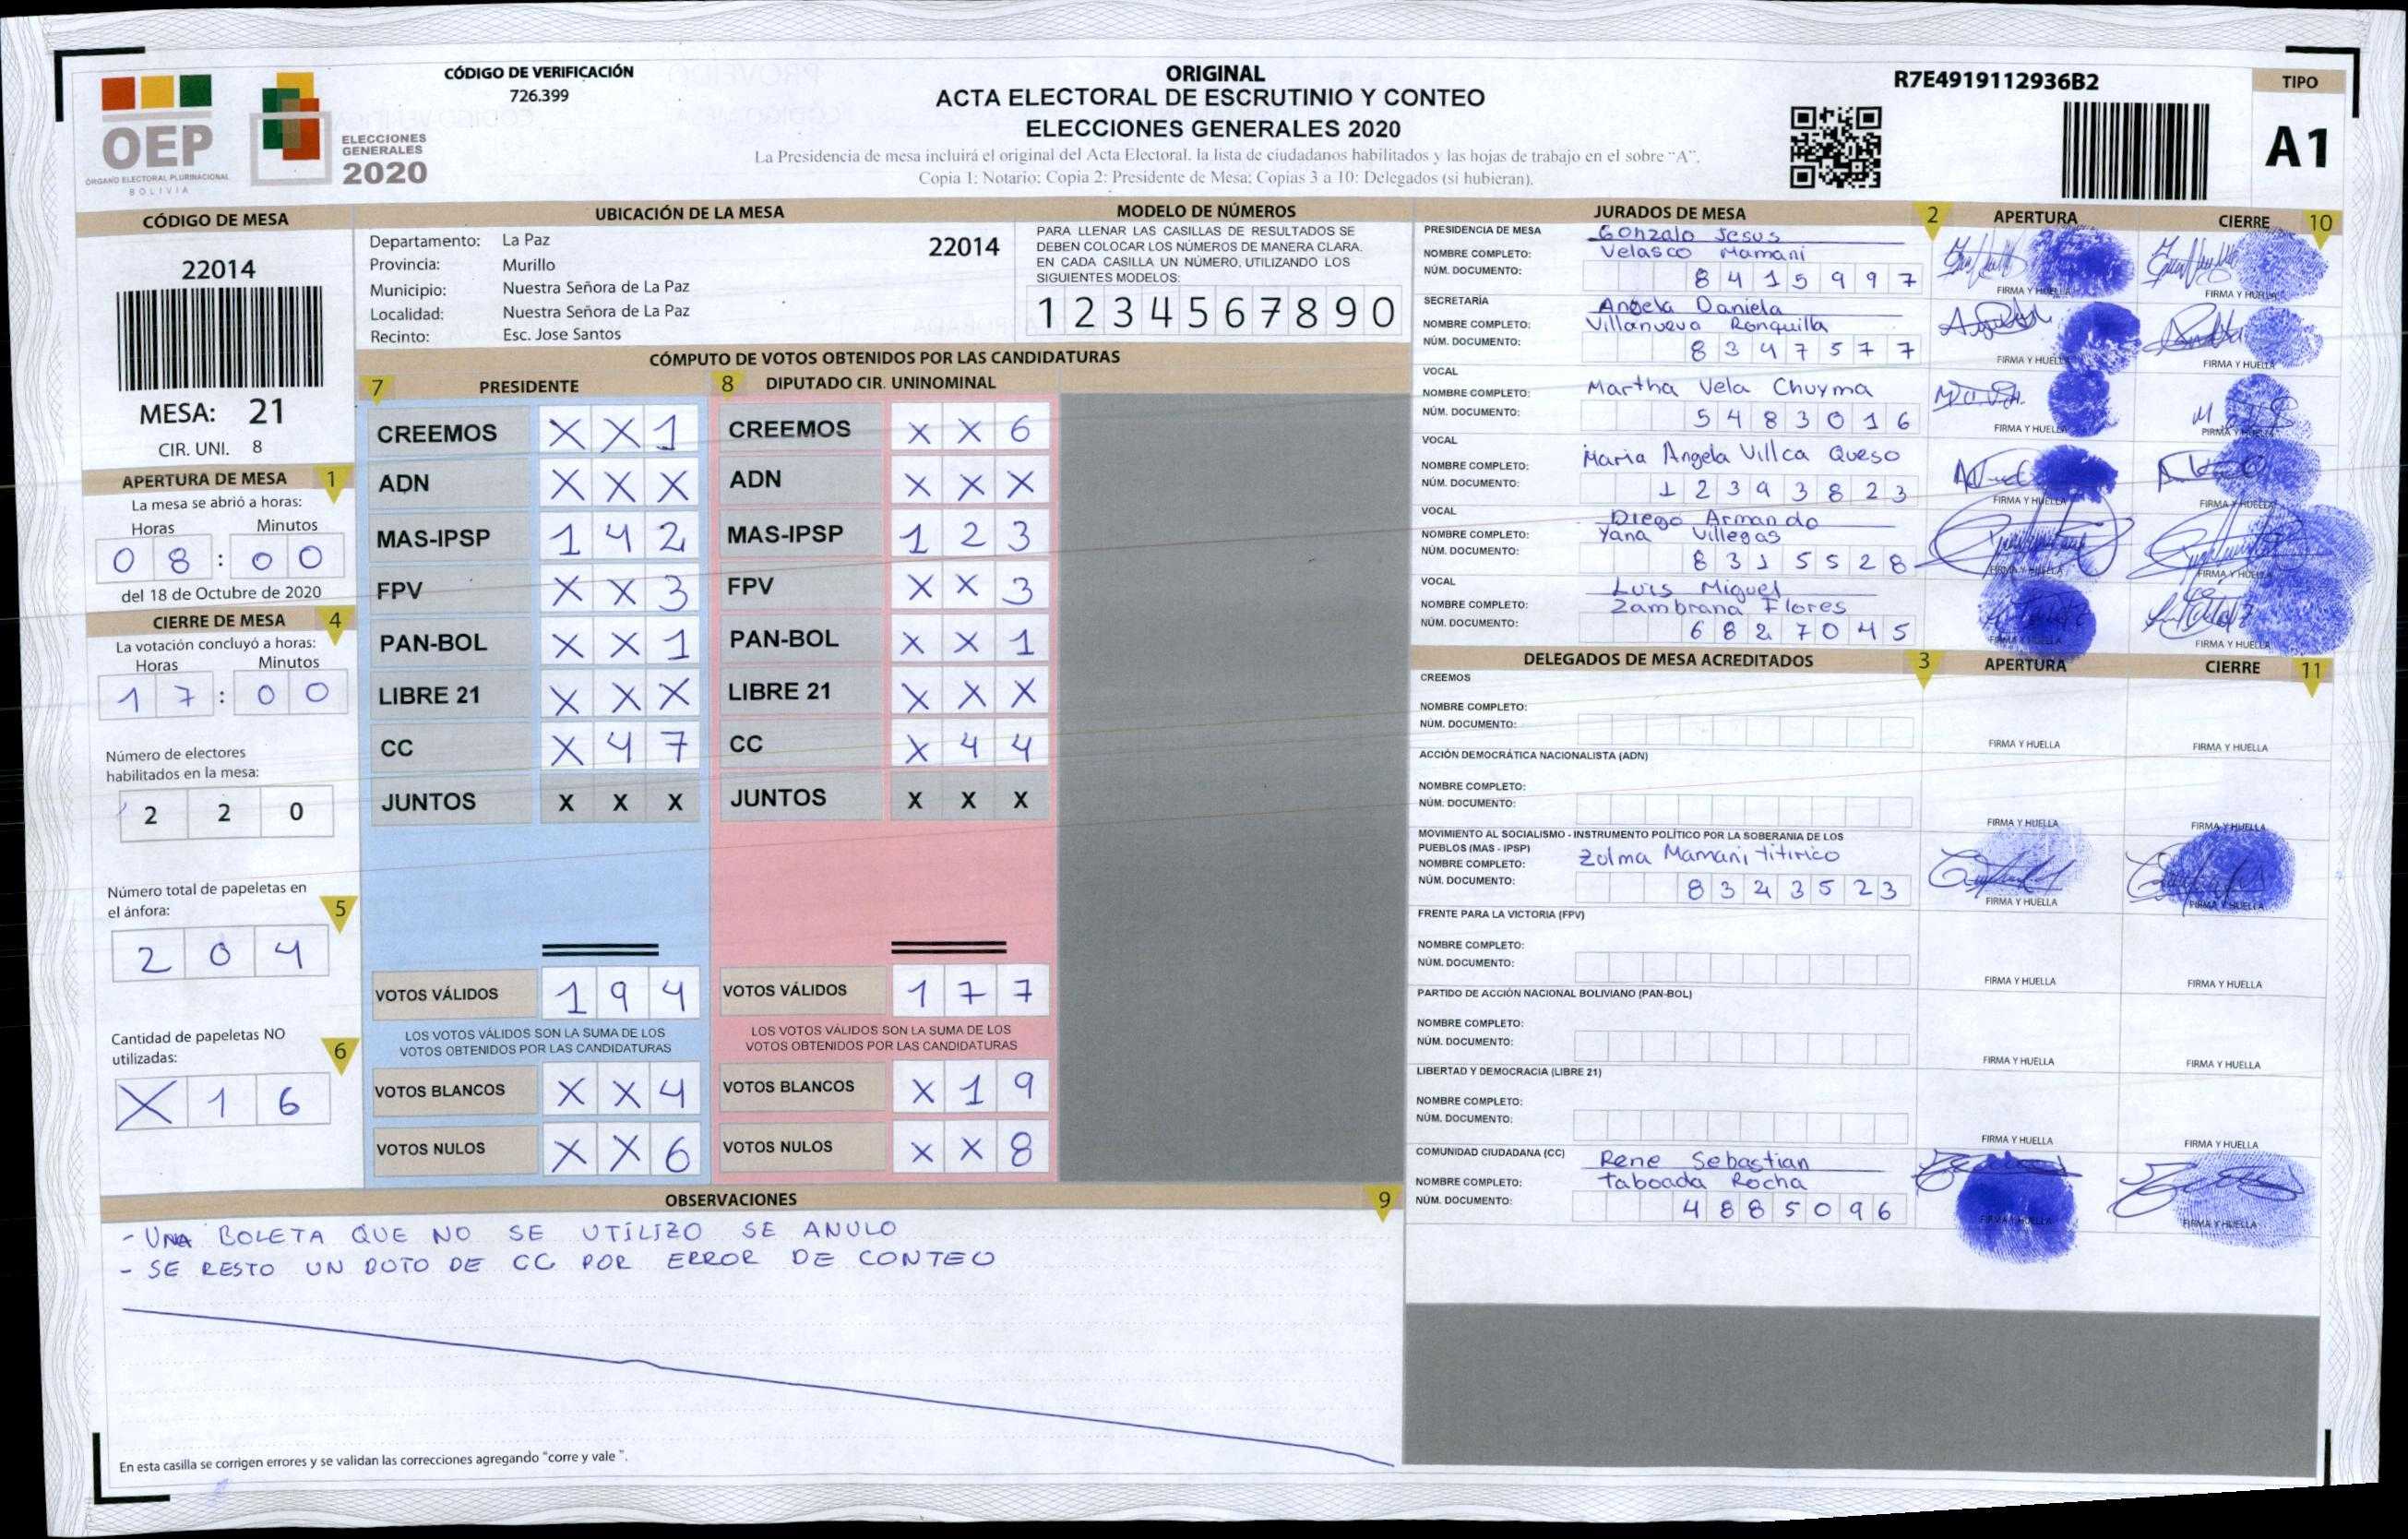 CÓDIGO DE VERIFICACIÓN
726.399
ORIGINAL
ACTA ELECTORAL DE ESCRUTINIO Y CONTEO
ELECCIONES GENERALES 2020
La Presidencia de mesa incluirá el original del Acta Electoral, la lista de ciudadanos habilitados y las hojas de trabajo en el sobre "A".
Copia 1: Notario; Copia 2: Presidente de Mesa; Copias 3 a 10: Delegados (si hubieran).
R7E4919112936B2
TIPO
A1
OEP
ÓRGANO ELECTORAL PLURINACIONAL
BOLIVIA
ELECCIONES
GENERALES
2020
CÓDIGO DE MESA
22014
MESA: 21
CIR. UNI. 8
APERTURA DE MESA 1
La mesa se abrió a horas:
Horas Minutos
0 8 : 0 0
del 18 de Octubre de 2020
CIERRE DE MESA 4
La votación concluyó a horas:
Horas Minutos
1 7 : 0 0
Número de electores
habilitados en la mesa:
2 2 0
Número total de papeletas en
el ánfora: 5
2 0 4
Cantidad de papeletas NO
utilizadas: 6
X 1 6
UBICACIÓN DE LA MESA
Departamento: La Paz 22014
Provincia: Murillo
Municipio: Nuestra Señora de La Paz
Localidad: Nuestra Señora de La Paz
Recinto: Esc. Jose Santos
MODELO DE NÚMEROS
PARA LLENAR LAS CASILLAS DE RESULTADOS SE
DEBEN COLOCAR LOS NÚMEROS DE MANERA CLARA.
EN CADA CASILLA UN NÚMERO, UTILIZANDO LOS
SIGUIENTES MODELOS:
1 2 3 4 5 6 7 8 9 0
CÓMPUTO DE VOTOS OBTENIDOS POR LAS CANDIDATURAS
7 PRESIDENTE 8 DIPUTADO CIR. UNINOMINAL
CREEMOS X X 1 CREEMOS X X 6
ADN X X X ADN X X X
MAS-IPSP 1 4 2 MAS-IPSP 1 2 3
FPV X X 3 FPV X X 3
PAN-BOL X X 1 PAN-BOL X X 1
LIBRE 21 X X X LIBRE 21 X X X
CC X 4 7 CC X 4 4
JUNTOS X X X JUNTOS X X X
VOTOS VÁLIDOS 1 9 4 VOTOS VÁLIDOS 1 7 7
LOS VOTOS VÁLIDOS SON LA SUMA DE LOS LOS VOTOS VÁLIDOS SON LA SUMA DE LOS
VOTOS OBTENIDOS POR LAS CANDIDATURAS VOTOS OBTENIDOS POR LAS CANDIDATURAS
VOTOS BLANCOS X X 4 VOTOS BLANCOS X 1 9
VOTOS NULOS X X 6 VOTOS NULOS X X 8
OBSERVACIONES 9
- UNA BOLETA QUE NO SE UTILIZO SE ANULO
- SE RESTO UN BOTO DE CC POR ERROR DE CONTEO
En esta casilla se corrigen errores y se validan las correcciones agregando "corre y vale ".
JURADOS DE MESA 2 APERTURA CIERRE 10
PRESIDENCIA DE MESA Gonzalo Jesus
NOMBRE COMPLETO: Velasco Mamani
NÚM. DOCUMENTO: 8 4 1 5 9 9 7
FIRMA Y HUELLA FIRMA Y HUELLA
SECRETARÍA Angela Daniela
NOMBRE COMPLETO: Villanueva Ronquilla
NÚM. DOCUMENTO: 8 3 4 7 5 7 7
FIRMA Y HUELLA FIRMA Y HUELLA
VOCAL
NOMBRE COMPLETO: Martha Vela Chuyma
NÚM. DOCUMENTO: 5 4 8 3 0 1 6
FIRMA Y HUELLA FIRMA Y HUELLA
VOCAL
NOMBRE COMPLETO: Maria Angela Villca Queso
NÚM. DOCUMENTO: 1 2 3 9 3 8 2 3
FIRMA Y HUELLA FIRMA Y HUELLA
VOCAL Diego Armando
NOMBRE COMPLETO: Yana Villegas
NÚM. DOCUMENTO: 8 3 1 5 5 2 8
FIRMA Y HUELLA FIRMA Y HUELLA
VOCAL Luis Miguel
NOMBRE COMPLETO: Zambrana Flores
NÚM. DOCUMENTO: 6 8 2 7 0 4 5
FIRMA Y HUELLA FIRMA Y HUELLA
DELEGADOS DE MESA ACREDITADOS 3 APERTURA CIERRE 11
CREEMOS
NOMBRE COMPLETO:
NÚM. DOCUMENTO:
FIRMA Y HUELLA FIRMA Y HUELLA
ACCIÓN DEMOCRÁTICA NACIONALISTA (ADN)
NOMBRE COMPLETO:
NÚM. DOCUMENTO:
FIRMA Y HUELLA FIRMA Y HUELLA
MOVIMIENTO AL SOCIALISMO - INSTRUMENTO POLÍTICO POR LA SOBERANIA DE LOS
PUEBLOS (MAS - IPSP)
NOMBRE COMPLETO: Zulma Mamani titirico
NÚM. DOCUMENTO: 8 3 2 3 5 2 3
FIRMA Y HUELLA FIRMA Y HUELLA
FRENTE PARA LA VICTORIA (FPV)
NOMBRE COMPLETO:
NÚM. DOCUMENTO:
FIRMA Y HUELLA FIRMA Y HUELLA
PARTIDO DE ACCIÓN NACIONAL BOLIVIANO (PAN-BOL)
NOMBRE COMPLETO:
NÚM. DOCUMENTO:
FIRMA Y HUELLA FIRMA Y HUELLA
LIBERTAD Y DEMOCRACIA (LIBRE 21)
NOMBRE COMPLETO:
NÚM. DOCUMENTO:
FIRMA Y HUELLA FIRMA Y HUELLA
COMUNIDAD CIUDADANA (CC) Rene Sebastian
NOMBRE COMPLETO: Taboada Rocha
NÚM. DOCUMENTO: 4 8 8 5 0 9 6
FIRMA Y HUELLA FIRMA Y HUELLA